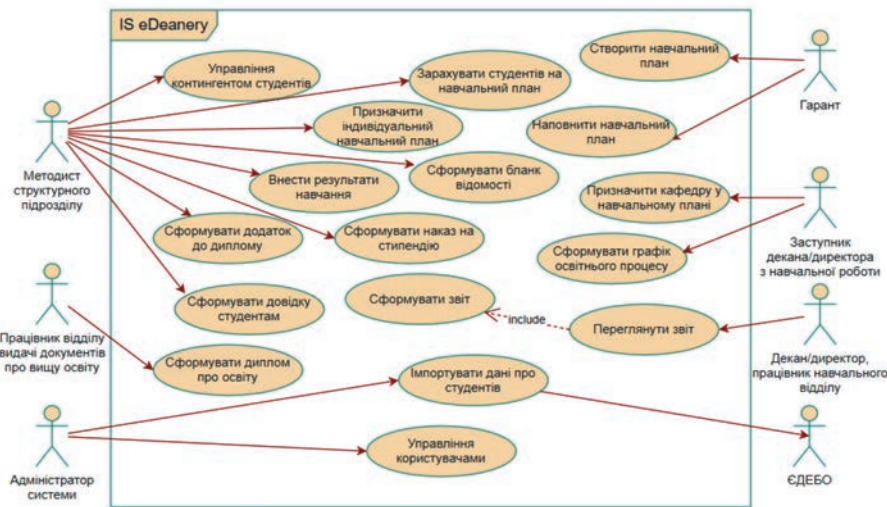 IS eDeanery
Управління
контингентом студентів
Зарахувати студентів на
навчальний план
Створити навчальний
план
Гарант
Призначити
індивідуальний
навчальний план
Наповнити навчальний
план
Методист
структурного
підрозділу
Внести результати
навчання
Сформувати бланк
відомості
Призначити кафедру у
навчальному плані
Сформувати додаток
до диплому
Сформувати наказ на
стипендію
Сформувати графік
освітнього процесу
Заступник
декана/директора
з навчальної роботи
Сформувати довідку
студентам
Сформувати звіт
include
Переглянути звіт
Працівник відділу
видачі документів
про вищу освіту
Сформувати диплом
про освіту
Імпортувати дані про
студентів
Декан/директор,
працівник навчального
відділу
Управління
користувачами
Адміністратор
системи
ЄДЕБО